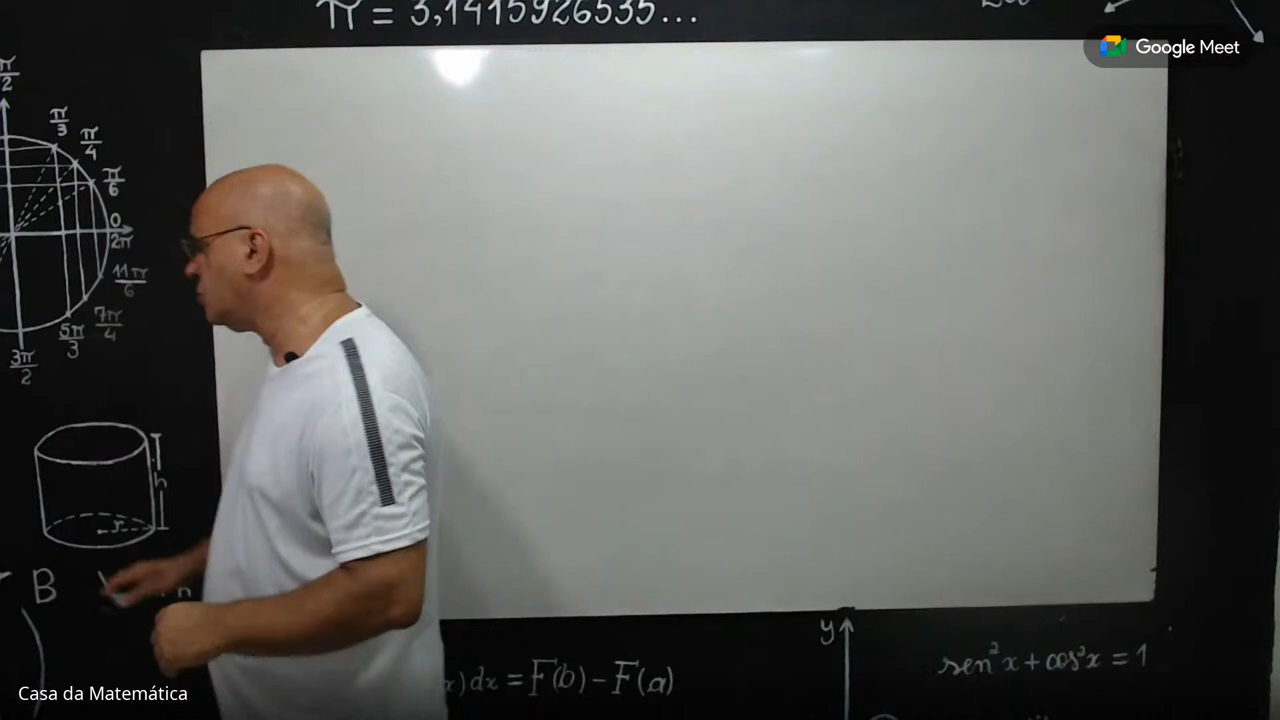 π = 3,1415926535...
Google Meet
π/2
π/3
π/4
π/6
0
2π
11π/6
7π/4
5π/3
3π/2
h
r
B
x)dx = F(b) - F(a)
y
sen²x + cos²x = 1
Casa da Matemática